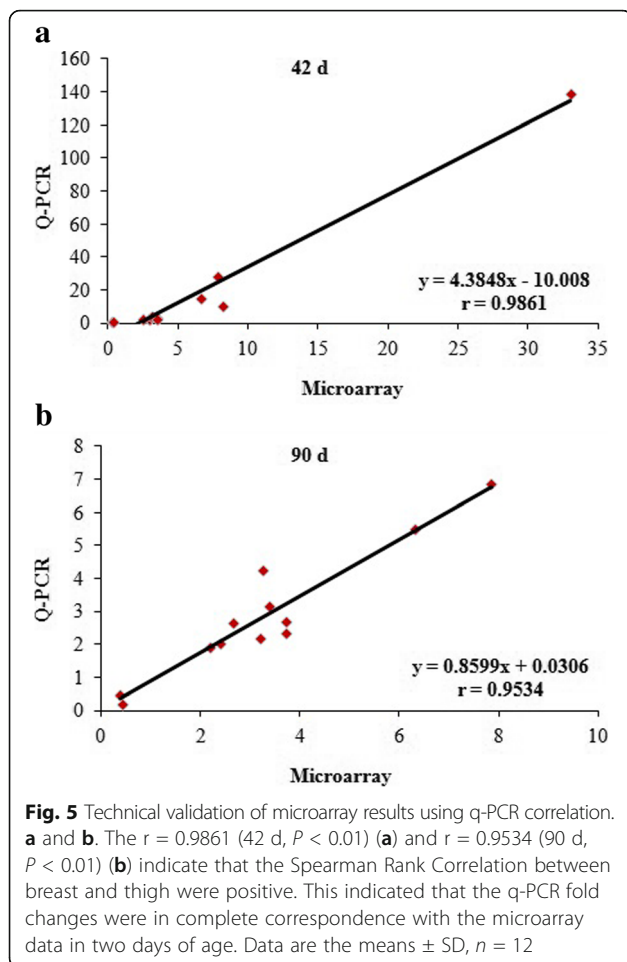 a
42 d
160
140
120
100
80
60
40
20
0
Q-PCR
y = 4.3848x - 10.008
r = 0.9861
0 5 10 15 20 25 30 35
Microarray
b
90 d
8
7
6
5
4
3
2
1
0
Q-PCR
y = 0.8599x + 0.0306
r = 0.9534
0 2 4 6 8 10
Microarray
Fig. 5 Technical validation of microarray results using q-PCR correlation.
a and b. The r = 0.9861 (42 d, P < 0.01) (a) and r = 0.9534 (90 d,
P < 0.01) (b) indicate that the Spearman Rank Correlation between
breast and thigh were positive. This indicated that the q-PCR fold
changes were in complete correspondence with the microarray
data in two days of age. Data are the means ± SD, n = 12